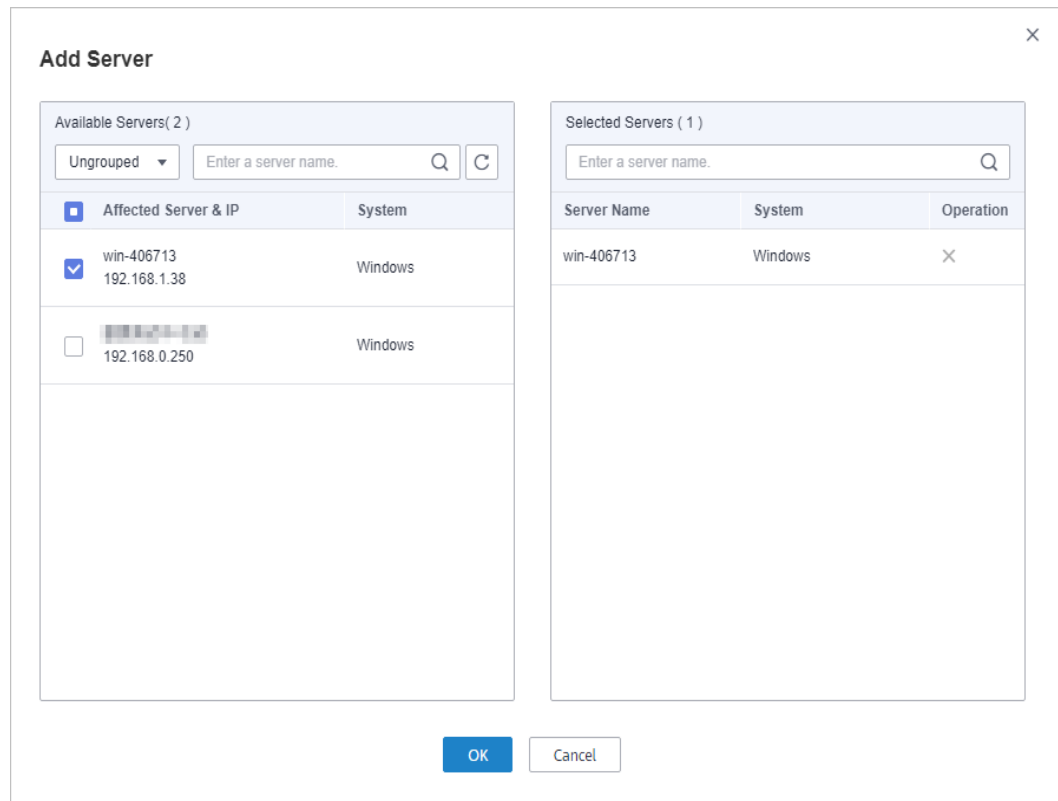 Add Server
Available Servers( 2 )
Ungrouped
Enter a server name.
Affected Server & IP
System
win-406713
192.168.1.38
Windows
192.168.0.250
Windows
Selected Servers ( 1 )
Enter a server name.
Server Name
System
Operation
win-406713
Windows
OK
Cancel